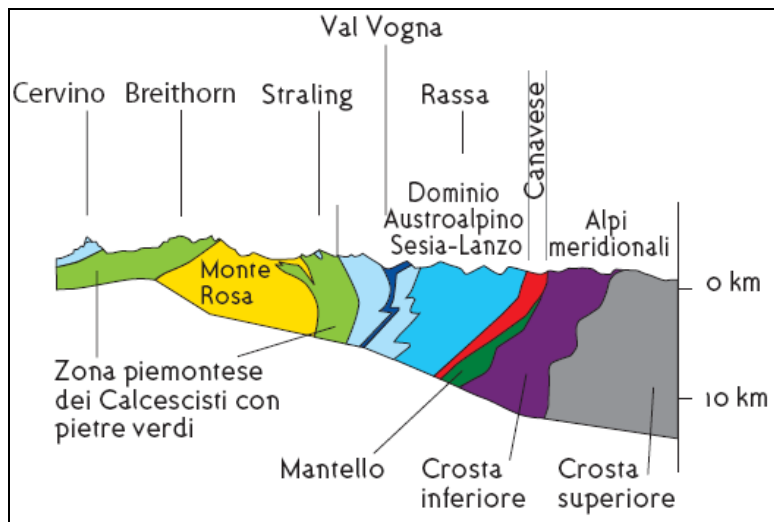 Val Vogna
Cervino
Breithorn
Straling
Rassa
Canavese
Dominio
Austroalpino
Sesia-Lanzo
Alpi
meridionali
Monte
Rosa
0 km
Zona piemontese
dei Calcescisti con
pietre verdi
10 km
Mantello
Crosta
inferiore
Crosta
superiore